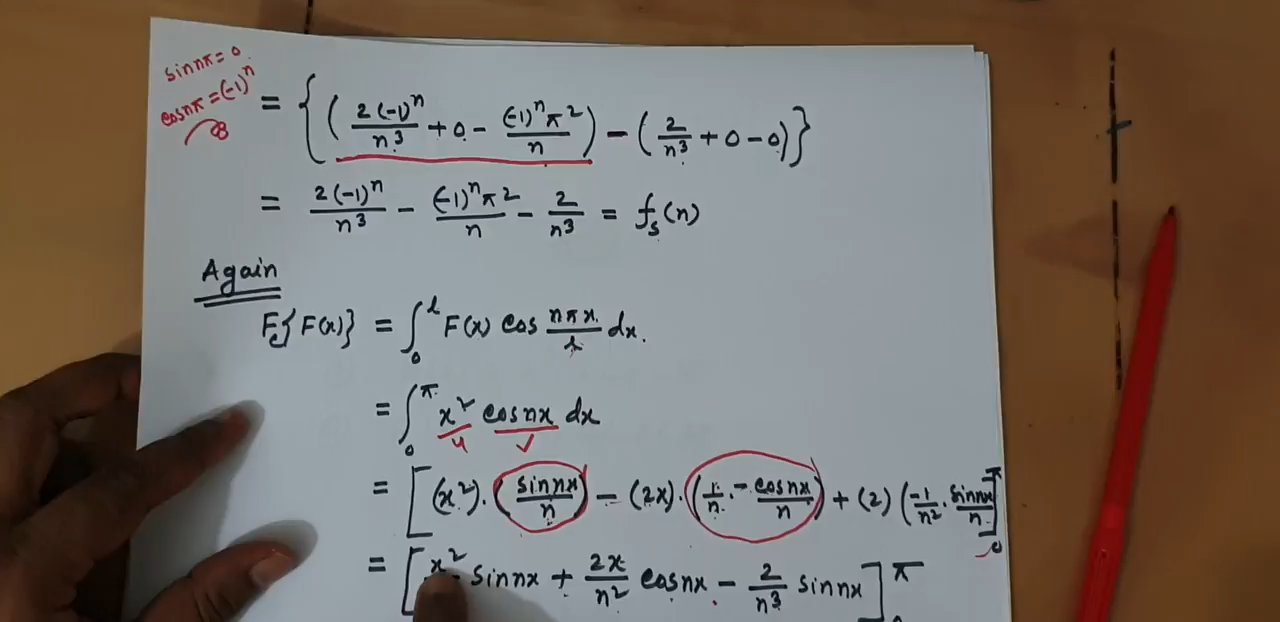 sin nπ = 0
cos nπ = (-1)^n
= { ( 2(-1)^n/n^3 + 0 - (-1)^n π^2/n ) - ( 2/n^3 + 0 - 0 ) }
= 2(-1)^n/n^3 - (-1)^n π^2/n - 2/n^3 = f_s(n)
Again
F_c{F(x)} = ∫_0^l F(x) cos nπx/l dx.
= ∫_0^π x^2 cos nx dx
u v
= [ (x^2) · ( sin nx/n ) - (2x) · ( 1/n · - cos nx/n ) + (2) ( -1/n^2 · sin nx/n ) ]_0^π
= [ x^2 sin nx + 2x/n^2 cos nx - 2/n^3 sin nx ]_0^π